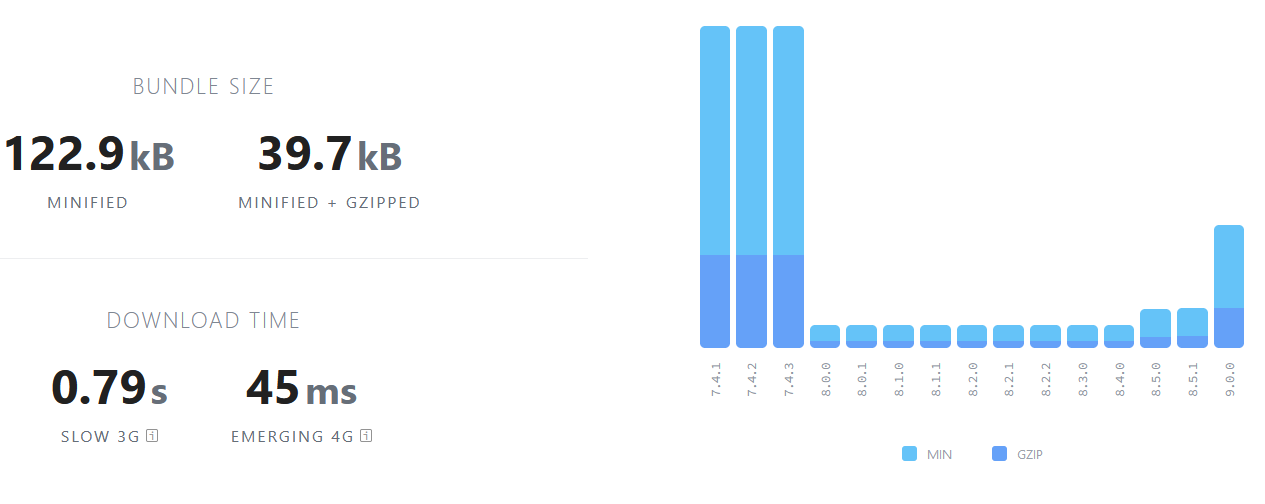 BUNDLE SIZE
122.9 kB 39.7 kB
MINIFIED MINIFIED + GZIPPED
DOWNLOAD TIME
0.79 s 45 ms
SLOW 3G EMERGING 4G
7.4.1 7.4.2 7.4.3 8.0.0 8.0.1 8.1.0 8.1.1 8.2.0 8.2.1 8.2.2 8.3.0 8.4.0 8.5.0 8.5.1 9.0.0
MIN GZIP